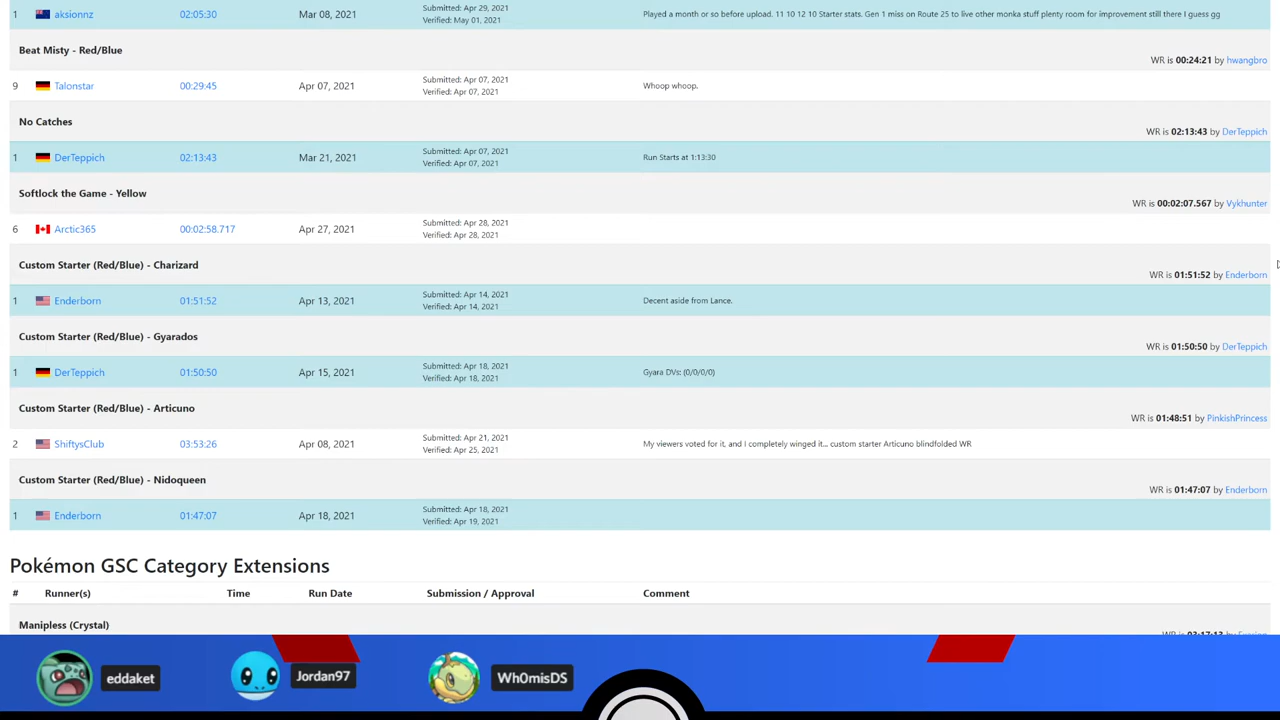 1 aksionnz 02:05:30 Mar 08, 2021 Submitted: Apr 29, 2021 Verified: May 01, 2021 Played a month or so before upload. 11 10 12 10 Starter stats. Gen 1 miss on Route 25 to live other monka stuff plenty room for improvement still there I guess gg
Beat Misty - Red/Blue
WR is 00:24:21 by hwangbro
9 Talonstar 00:29:45 Apr 07, 2021 Submitted: Apr 07, 2021 Verified: Apr 07, 2021 Whoop whoop.
No Catches
WR is 02:13:43 by DerTeppich
1 DerTeppich 02:13:43 Mar 21, 2021 Submitted: Apr 07, 2021 Verified: Apr 07, 2021 Run Starts at 1:13:30
Softlock the Game - Yellow
WR is 00:02:07.567 by Vykhunter
6 Arctic365 00:02:58.717 Apr 27, 2021 Submitted: Apr 28, 2021 Verified: Apr 28, 2021
Custom Starter (Red/Blue) - Charizard
WR is 01:51:52 by Enderborn
1 Enderborn 01:51:52 Apr 13, 2021 Submitted: Apr 14, 2021 Verified: Apr 14, 2021 Decent aside from Lance.
Custom Starter (Red/Blue) - Gyarados
WR is 01:50:50 by DerTeppich
1 DerTeppich 01:50:50 Apr 15, 2021 Submitted: Apr 18, 2021 Verified: Apr 18, 2021 Gyara DVs: (0/0/0/0)
Custom Starter (Red/Blue) - Articuno
WR is 01:48:51 by PinkishPrincess
2 ShiftysClub 03:53:26 Apr 08, 2021 Submitted: Apr 21, 2021 Verified: Apr 25, 2021 My viewers voted for it, and I completely winged it... custom starter Articuno blindfolded WR
Custom Starter (Red/Blue) - Nidoqueen
WR is 01:47:07 by Enderborn
1 Enderborn 01:47:07 Apr 18, 2021 Submitted: Apr 18, 2021 Verified: Apr 19, 2021
Pokémon GSC Category Extensions
# Runner(s) Time Run Date Submission / Approval Comment
Manipless (Crystal)
eddaket Jordan97 Wh0misDS